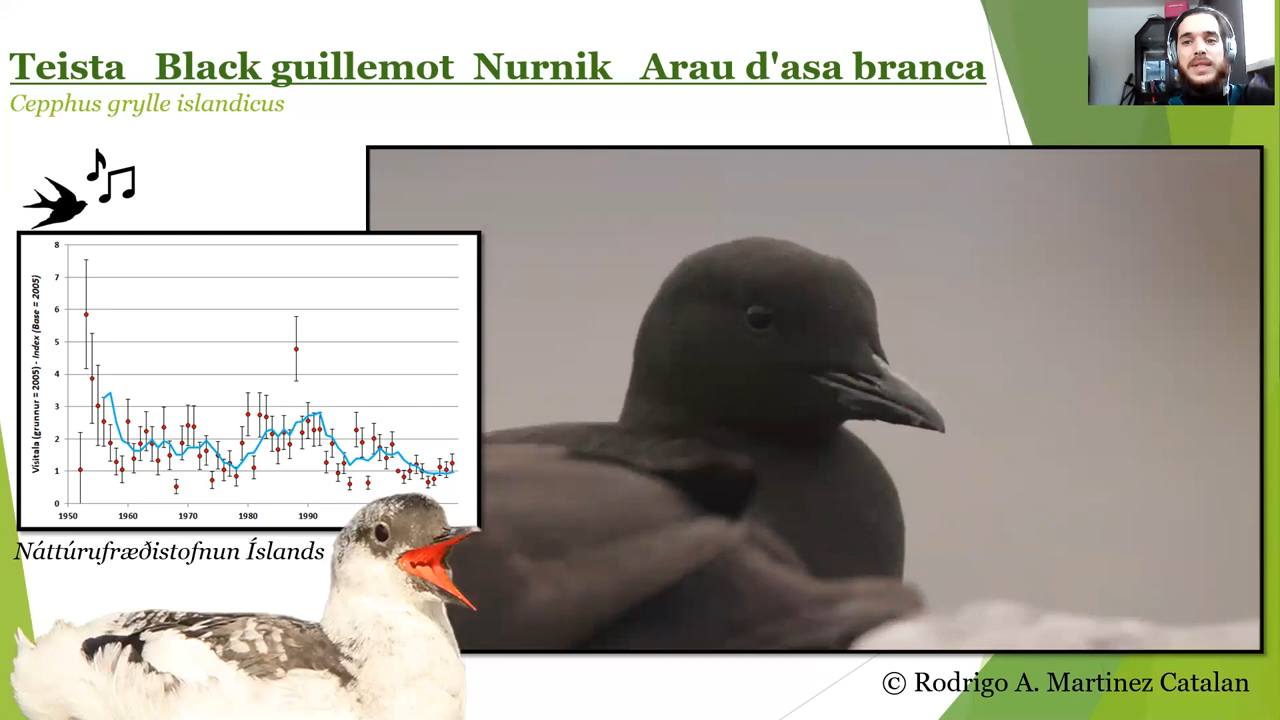 Teista Black guillemot Nurnik Arau d'asa branca
Cepphus grylle islandicus
Vísitala (grunnur = 2005) - Index (Base = 2005)
8
7
6
5
4
3
2
1
0
1950 1960 1970 1980 1990
Náttúrufræðistofnun Íslands
© Rodrigo A. Martinez Catalan